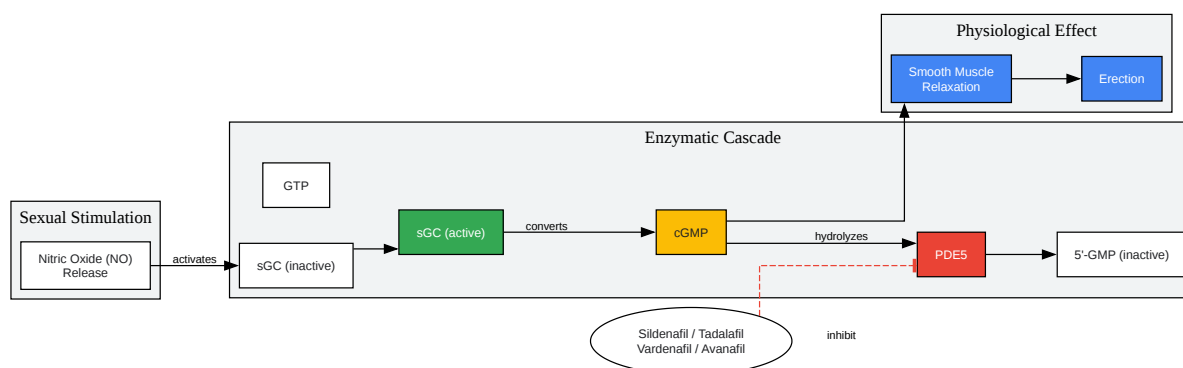 Physiological Effect
Smooth Muscle
Relaxation
Erection
Enzymatic Cascade
GTP
Sexual Stimulation
Nitric Oxide (NO)
Release
activates
sGC (inactive)
sGC (active)
converts
cGMP
hydrolyzes
PDE5
5'-GMP (inactive)
Sildenafil / Tadalafil
Vardenafil / Avanafil
inhibit